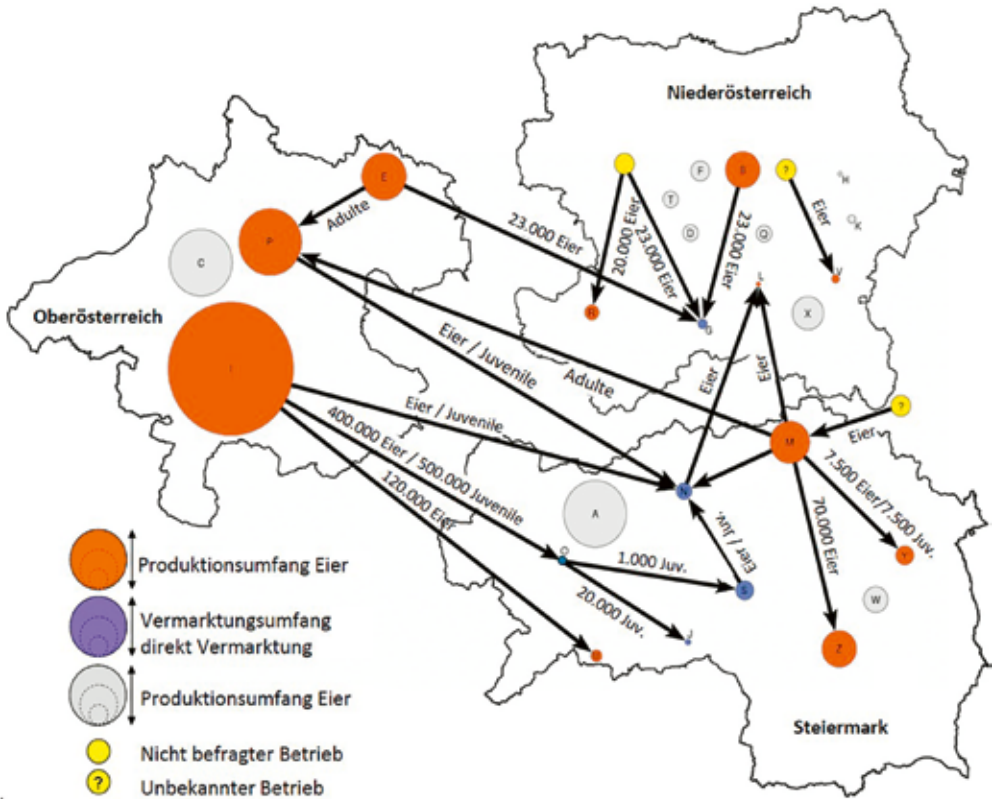 Niederösterreich
E
F
B
?
H
T
Adulte
23.000 Eier
20.000 Eier
23.000 Eier
D
23.000 Eier
Q
Eier
K
P
C
V
L
Oberösterreich
R
G
X
Eier / Juvenile
Adulte
Eier
Eier
I
Eier / Juvenile
?
Eier
400.000 Eier / 500.000 Juvenile
M
7.500 Eier/7.500 Juv.
120.000 Eier
N
70.000 Eier
A
Eier / Juv.
O
1.000 Juv.
Y
S
20.000 Juv.
W
J
Z
Steiermark
Produktionsumfang Eier
Vermarktungsumfang
direkt Vermarktung
Produktionsumfang Eier
Nicht befragter Betrieb
?
Unbekannter Betrieb